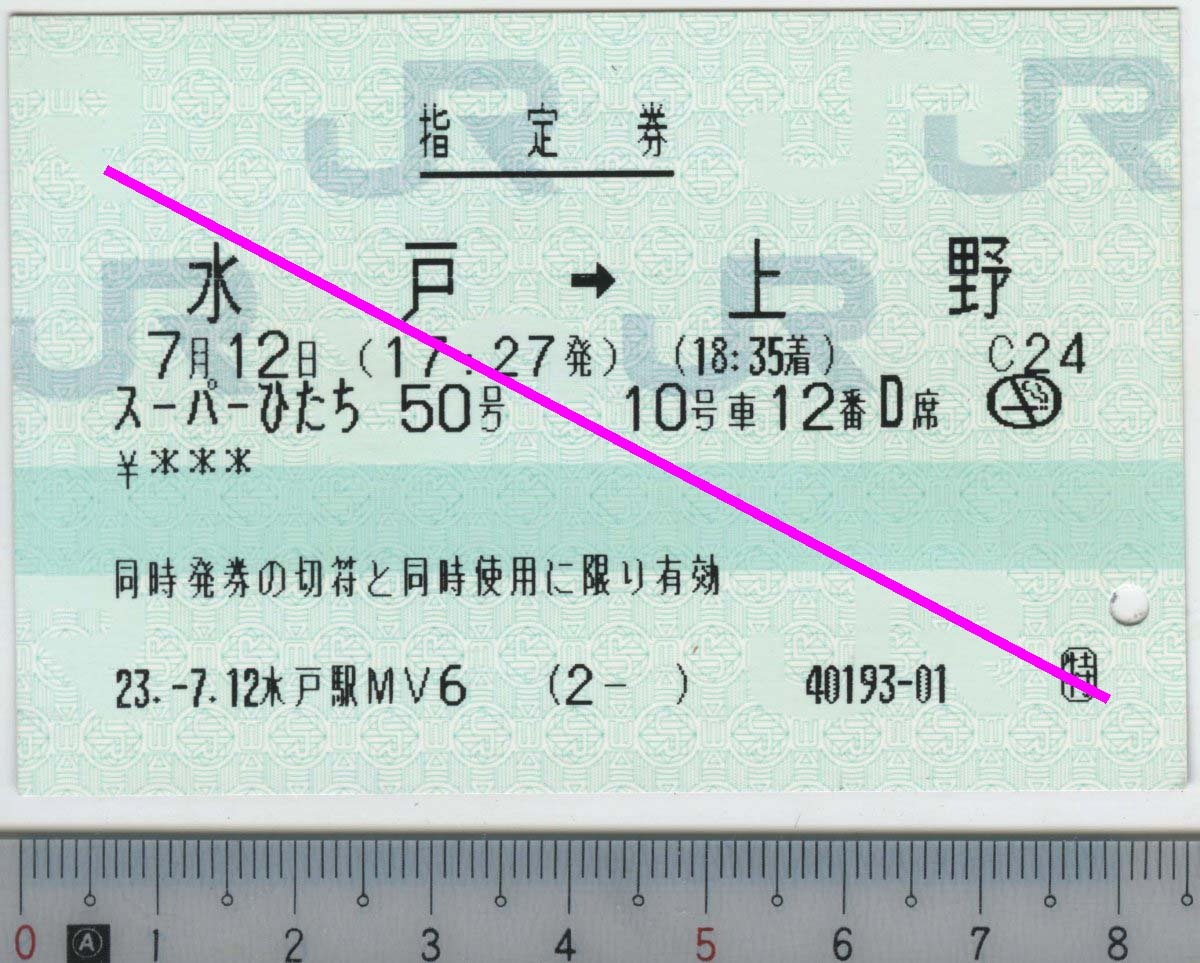 指定券
水戸→上野
7月12日 (17:27発) (18:35着) C24
スーパーひたち 50号 10号車12番D席
¥***
同時発券の切符と同時使用に限り有効
23.-7.12水戸駅MV6 (2- ) 40193-01 特
0 A 1 2 3 4 5 6 7 8